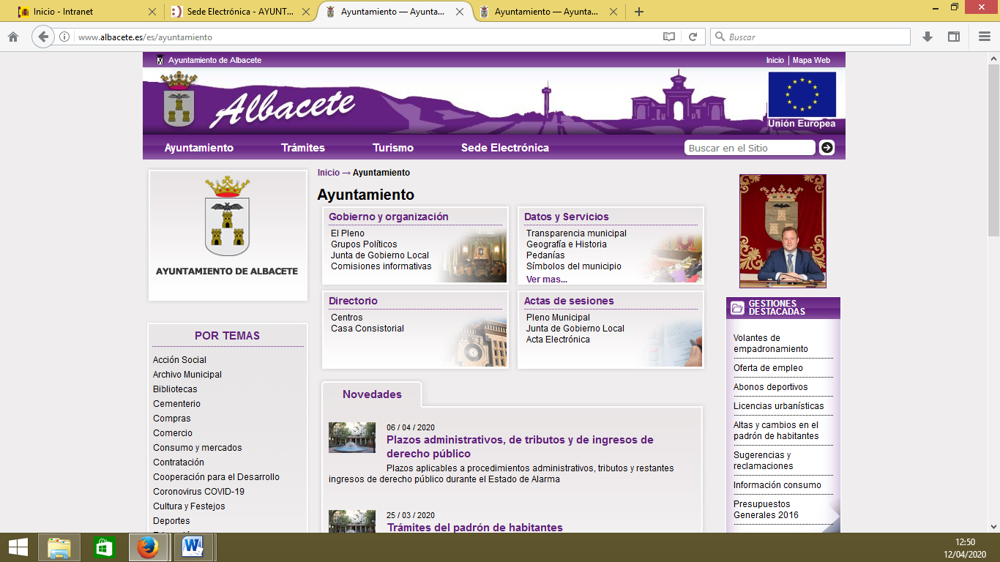 Inicio - Intranet
Sede Electrónica - AYUNT...
Ayuntamiento — Ayunta...
Ayuntamiento — Ayunta...
www.albacete.es/es/ayuntamiento
Buscar
Ayuntamiento de Albacete
Inicio
Mapa Web
Albacete
Unión Europea
Ayuntamiento
Trámites
Turismo
Sede Electrónica
Buscar en el Sitio
AYUNTAMIENTO DE ALBACETE
POR TEMAS
Acción Social
Archivo Municipal
Bibliotecas
Cementerio
Compras
Comercio
Consumo y mercados
Contratación
Cooperación para el Desarrollo
Coronovirus COVID-19
Cultura y Festejos
Deportes
Inicio → Ayuntamiento
Ayuntamiento
Gobierno y organización
El Pleno
Grupos Políticos
Junta de Gobierno Local
Comisiones informativas
Datos y Servicios
Transparencia municipal
Geografía e Historia
Pedanías
Símbolos del municipio
Ver mas...
Directorio
Centros
Casa Consistorial
Actas de sesiones
Pleno Municipal
Junta de Gobierno Local
Acta Electrónica
Novedades
06 / 04 / 2020
Plazos administrativos, de tributos y de ingresos de
derecho público
Plazos aplicables a procedimientos administrativos, tributos y restantes
ingresos de derecho público durante el Estado de Alarma
25 / 03 / 2020
Trámites del padrón de habitantes
GESTIONES
DESTACADAS
Volantes de
empadronamiento
Oferta de empleo
Abonos deportivos
Licencias urbanísticas
Altas y cambios en el
padrón de habitantes
Sugerencias y
reclamaciones
Información consumo
Presupuestos
Generales 2016
12:50
12/04/2020